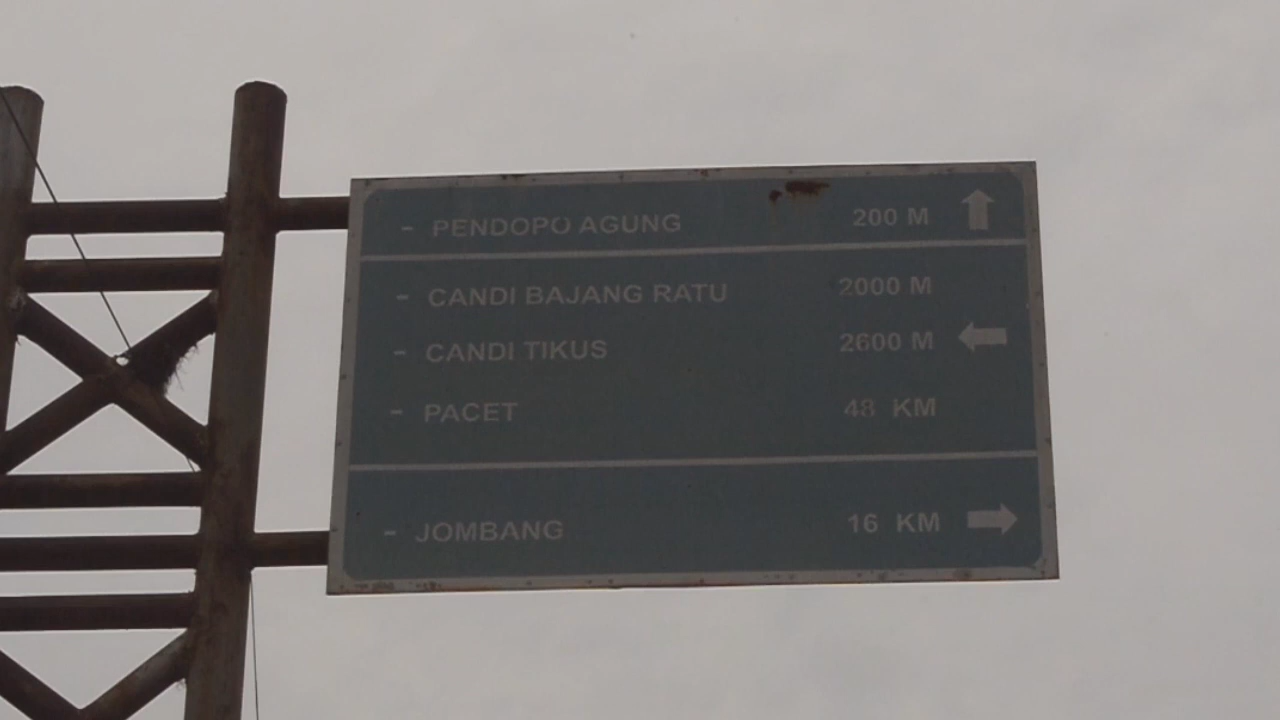 - PENDOPO AGUNG 200 M ↑
- CANDI BAJANG RATU 2000 M
- CANDI TIKUS 2600 M ←
- PACET 48 KM
- JOMBANG 16 KM →